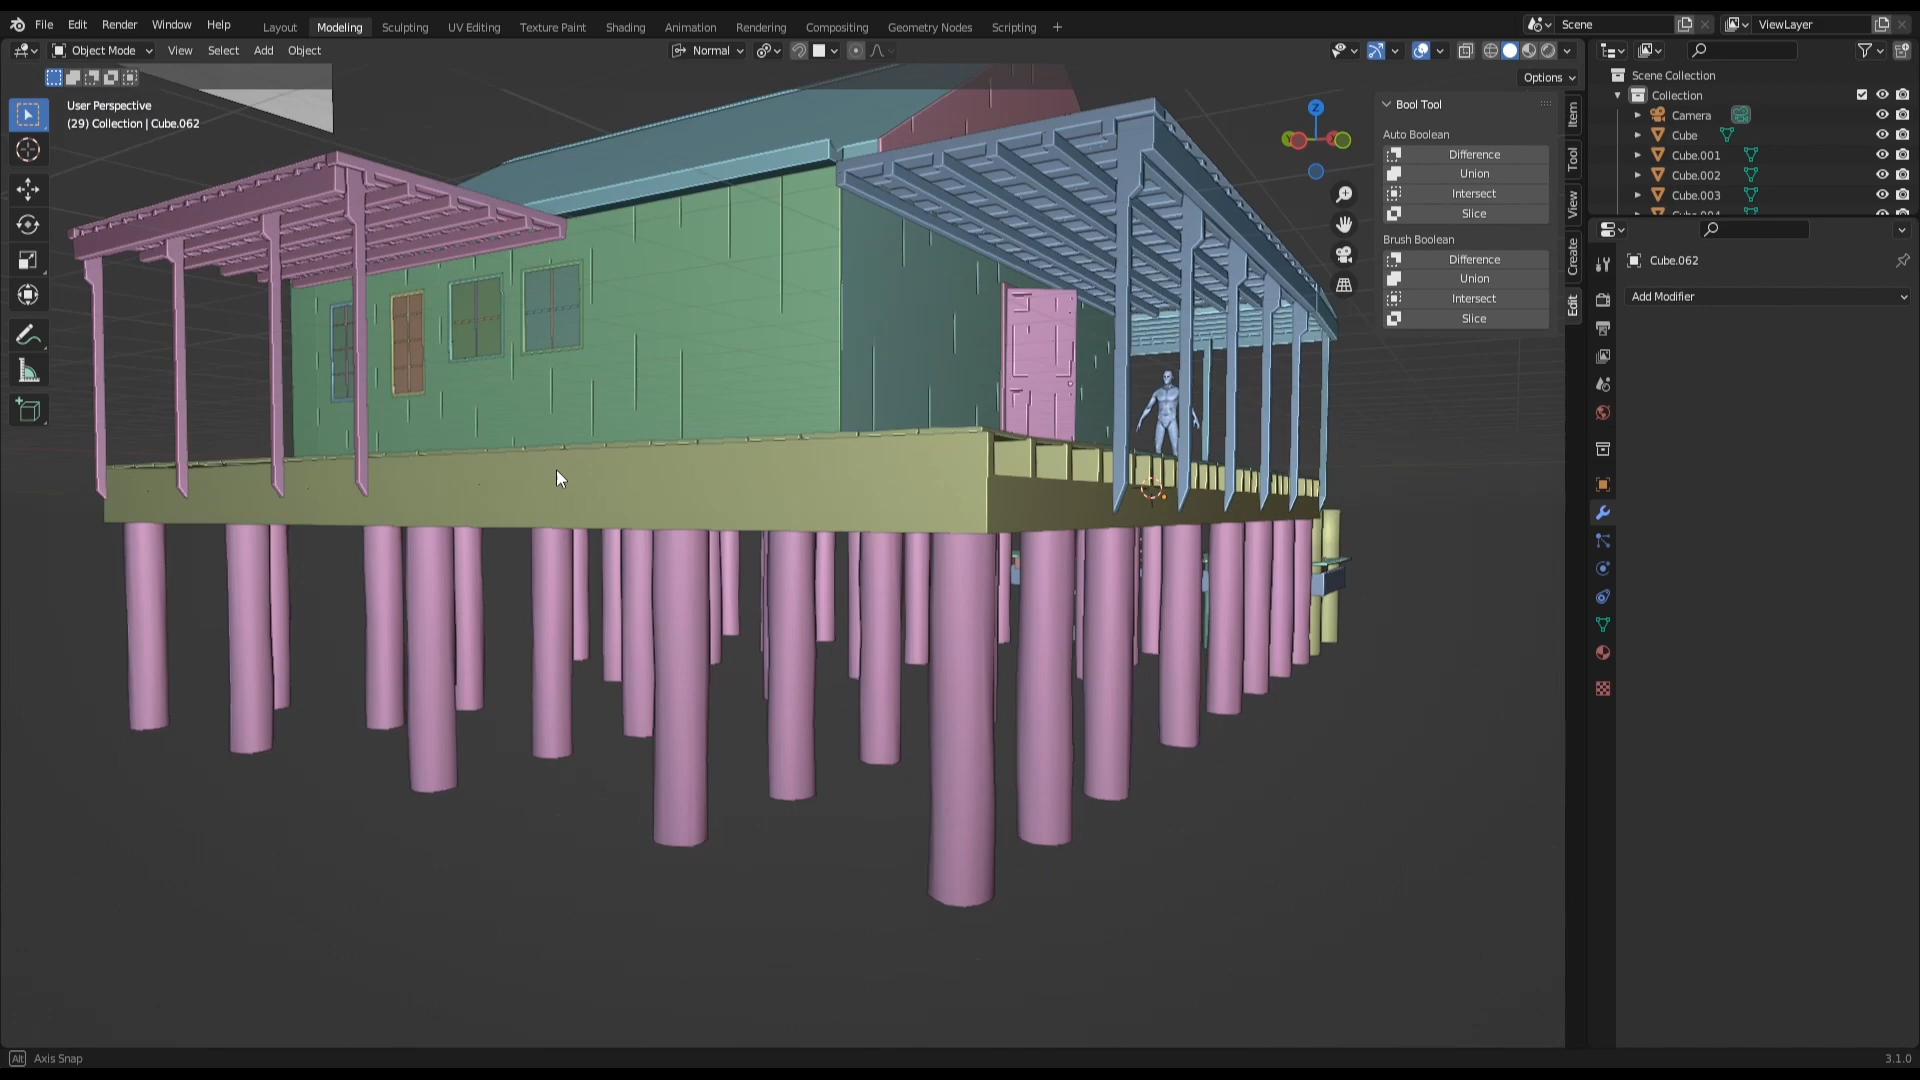 File Edit Render Window Help Layout Modeling Sculpting UV Editing Texture Paint Shading Animation Rendering Compositing Geometry Nodes Scripting Scene ViewLayer
Object Mode View Select Add Object Normal
Options
User Perspective
(29) Collection | Cube.062
Z
Bool Tool
Auto Boolean
Difference
Union
Intersect
Slice
Brush Boolean
Difference
Union
Intersect
Slice
Item
Tool
View
Create
Edit
Scene Collection
Collection
Camera
Cube
Cube.001
Cube.002
Cube.003
Cube.004
Cube.062
Add Modifier
Alt Axis Snap
3.1.0